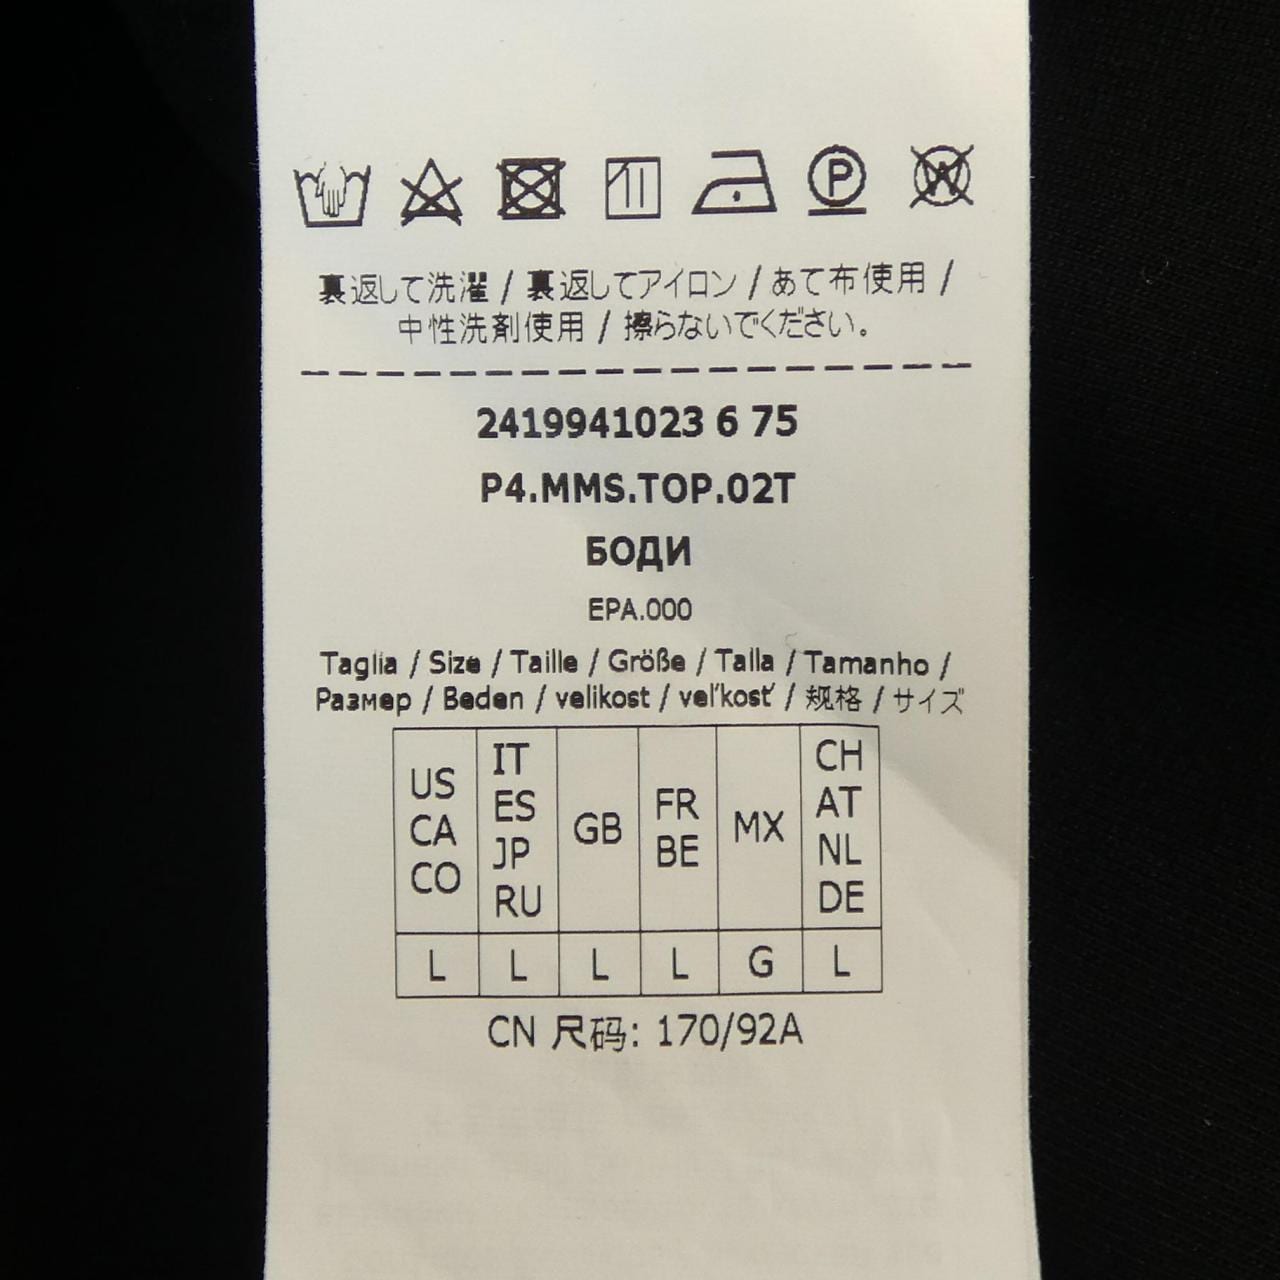 裏返して洗濯 / 裏返してアイロン / あて布使用 /
中性洗剤使用 / 擦らないでください。
2419941023 6 75
P4.MMS.TOP.02T
БОДИ
EPA.000
Taglia / Size / Taille / Größe / Talla / Tamanho /
Размер / Beden / velikost / veľkosť / 规格 / サイズ
US CA CO IT ES JP RU GB FR BE MX CH AT NL DE
L L L L G L
CN 尺码: 170/92A